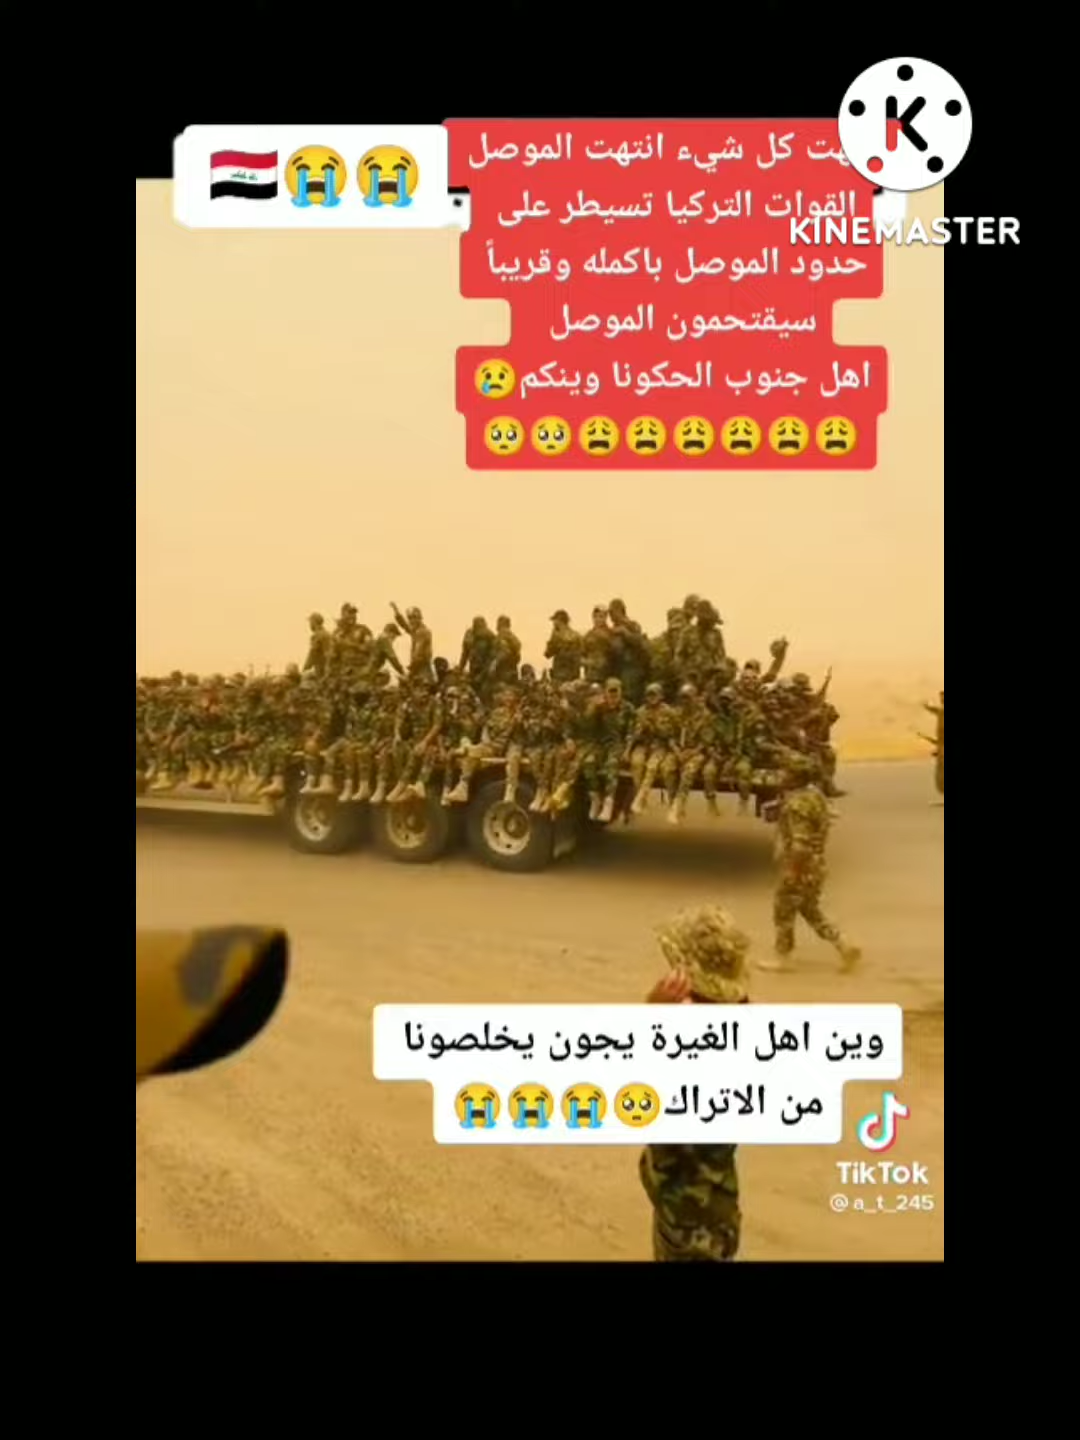 كل شيء انتهت الموصل
القوات التركيا تسيطر على
حدود الموصل باكمله وقريباً
سيقتحمون الموصل
اهل جنوب الحكونا وينكم😢
🥺🥺😩😩😩😩😩😩
🇮🇶😭😭
KINEMASTER
وين اهل الغيرة يجون يخلصونا
من الاتراك🥺😭😭😭
TikTok
@a_t_245